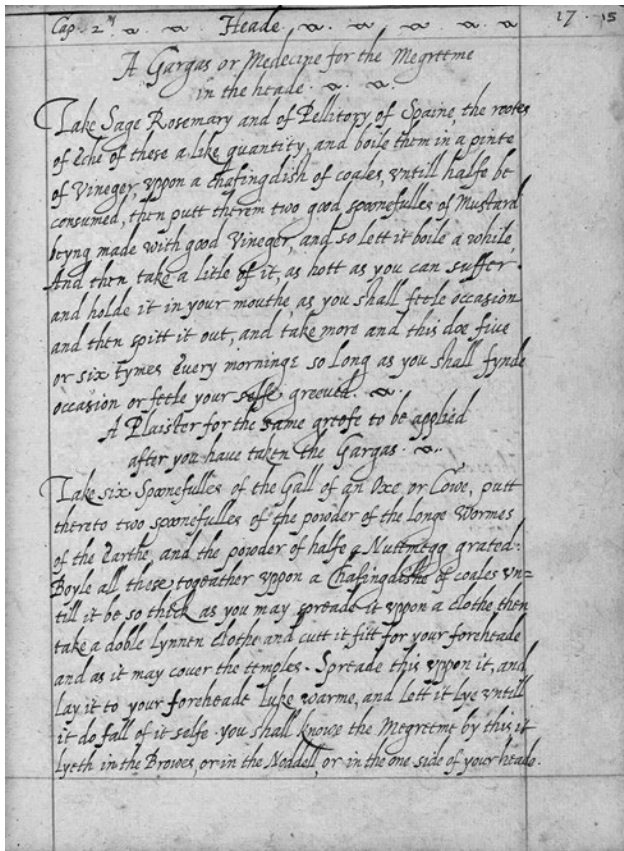 Cap. 2m Heade. 17. 15
A Gargas or Medecine for the Megreeme
in the heade.
Take Sage Rosemary and of Pellitory of Spaine, the rootes
of Eche of these a like quantity, and boile them in a pinte
of Vineger, vppon a chafingdish of coales, vntill halfe be
consumed, then putt therein two good spoonefulles of Mustard
beyng made with good Vineger, and so lett it boile a while,
And then take a litle of it, as hott as you can suffer.
and holde it in your mouthe, as you shall feele occasion
and then spitt it out, and take more and this doe five
or six tymes Every morninge so long as you shall fynde
occasion or feele your selfe greeved.
A Plaister for the same greefe to be applied
after you have taken the Gargas.
Take six Spoonefulles of the Gall of an Oxe or Cowe, putt
thereto two spoonefulles of the powder of the Longe Wormes
of the Earthe, and the powder of halfe a Nuttmegg grated:
Boyle all these togeather vppon a Chafingdishe of coales vn=
till it be so thick as you may spreade it vppon a clothe, then
take a doble Lynnen clothe and cutt it fitt for your foreheade
and as it may cover the temples. Spreade this vppon it, and
Lay it to your foreheade Luke warme, and lett it lye vntill
it do fall of it selfe. you shall knowe the Megreeme by this it
lyeth in the Browes, or in the Noddell, or in the one side of your heade.